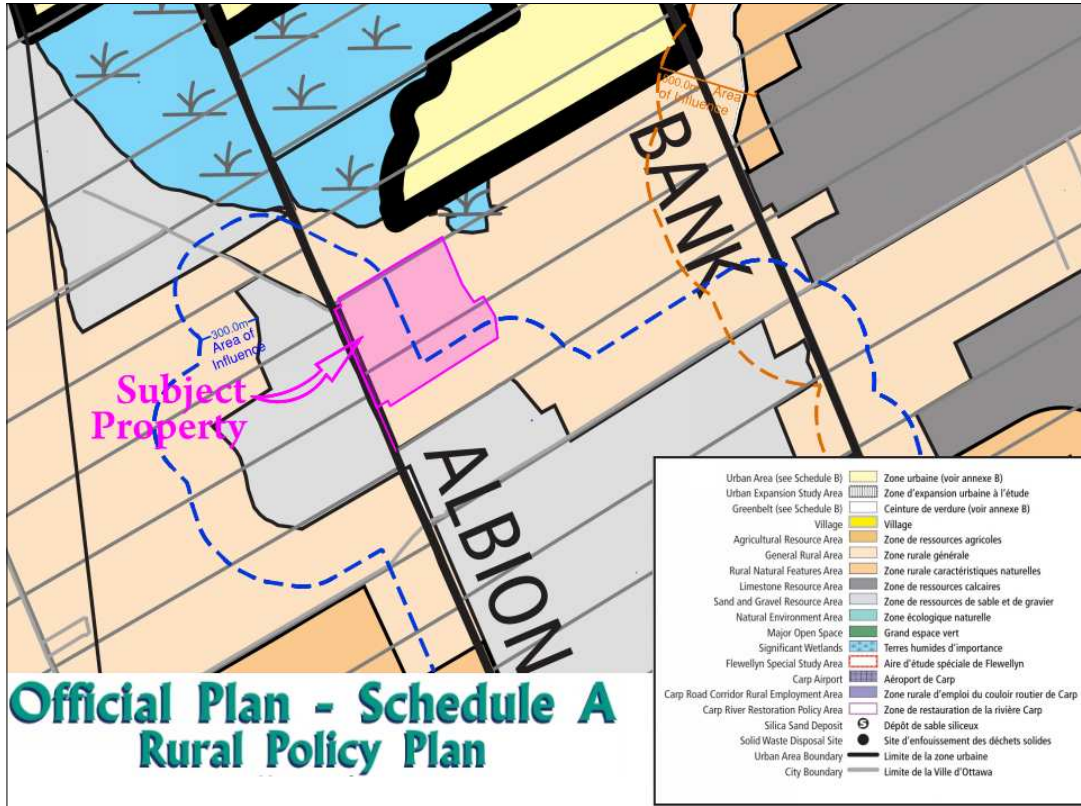 300.0m Area
of Influence
BANK
300.0m
Area of
Influence
Subject
Property
ALBION
Official Plan - Schedule A
Rural Policy Plan
Urban Area (see Schedule B) Zone urbaine (voir annexe B)
Urban Expansion Study Area Zone d'expansion urbaine à l'étude
Greenbelt (see Schedule B) Ceinture de verdure (voir annexe B)
Village Village
Agricultural Resource Area Zone de ressources agricoles
General Rural Area Zone rurale générale
Rural Natural Features Area Zone rurale caractéristiques naturelles
Limestone Resource Area Zone de ressources calcaires
Sand and Gravel Resource Area Zone de ressources de sable et de gravier
Natural Environment Area Zone écologique naturelle
Major Open Space Grand espace vert
Significant Wetlands Terres humides d'importance
Flewellyn Special Study Area Aire d'étude spéciale de Flewellyn
Carp Airport Aéroport de Carp
Carp Road Corridor Rural Employment Area Zone rurale d'emploi du couloir routier de Carp
Carp River Restoration Policy Area Zone de restauration de la rivière Carp
Silica Sand Deposit S Dépôt de sable siliceux
Solid Waste Disposal Site Site d'enfouissement des déchets solides
Urban Area Boundary Limite de la zone urbaine
City Boundary Limite de la Ville d'Ottawa